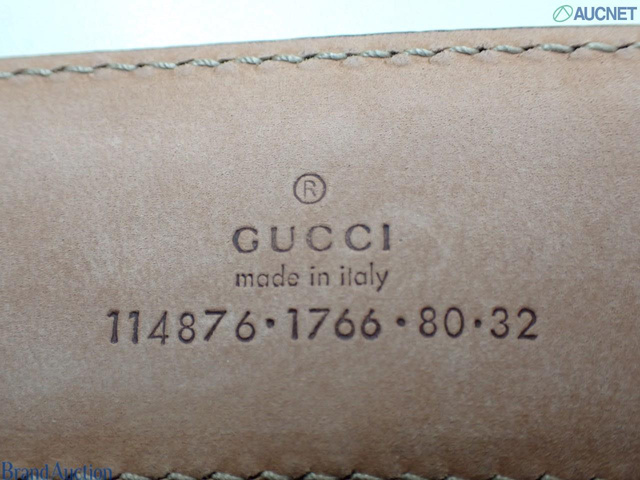 AUCNET
®
GUCCI
made in italy
114876·1766·80·32
Brand Auction